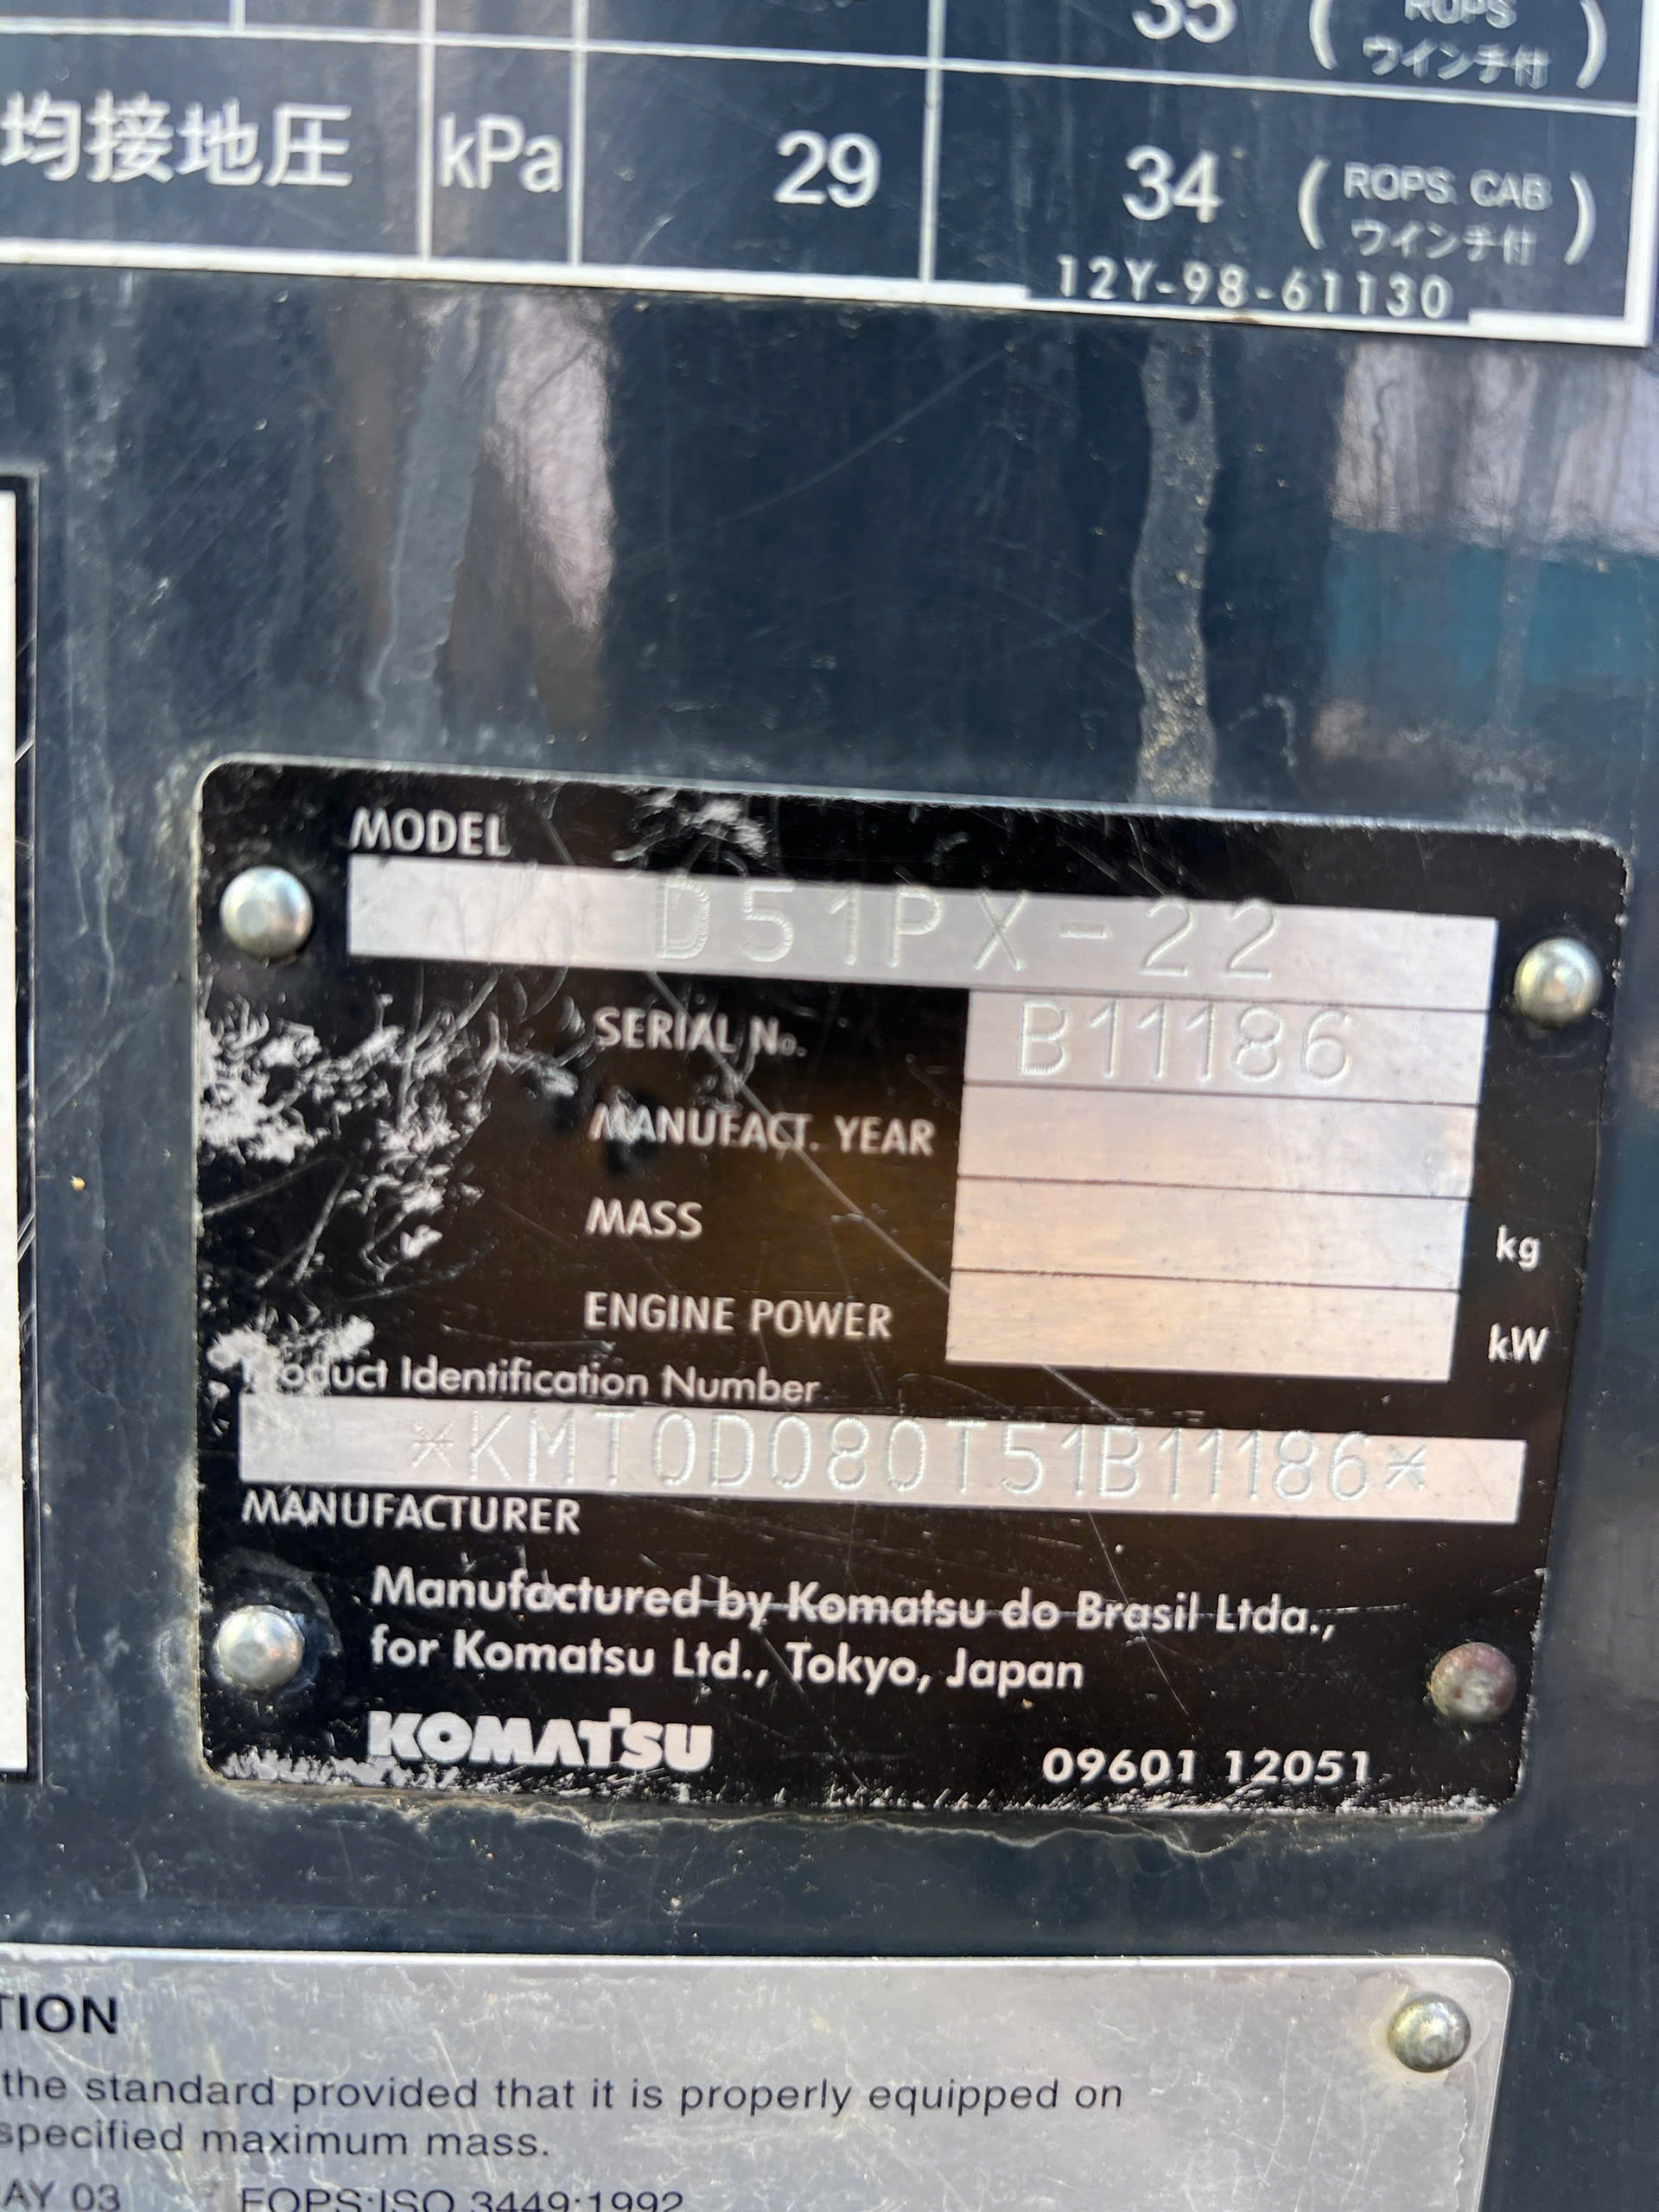 35 ( ROPS
ウインチ付 )
均接地圧 kPa 29 34 ( ROPS CAB
ウインチ付 )
12Y-98-61130
MODEL
D51PX-22
SERIAL No. B11186
MANUFACT. YEAR
MASS kg
ENGINE POWER kW
Product Identification Number
*KMT0D080T51B11186*
MANUFACTURER
Manufactured by Komatsu do Brasil Ltda.,
for Komatsu Ltd., Tokyo, Japan
KOMATSU 09601 12051
TION
the standard provided that it is properly equipped on
specified maximum mass.
AY 03 FOPS:ISO 3449:1992